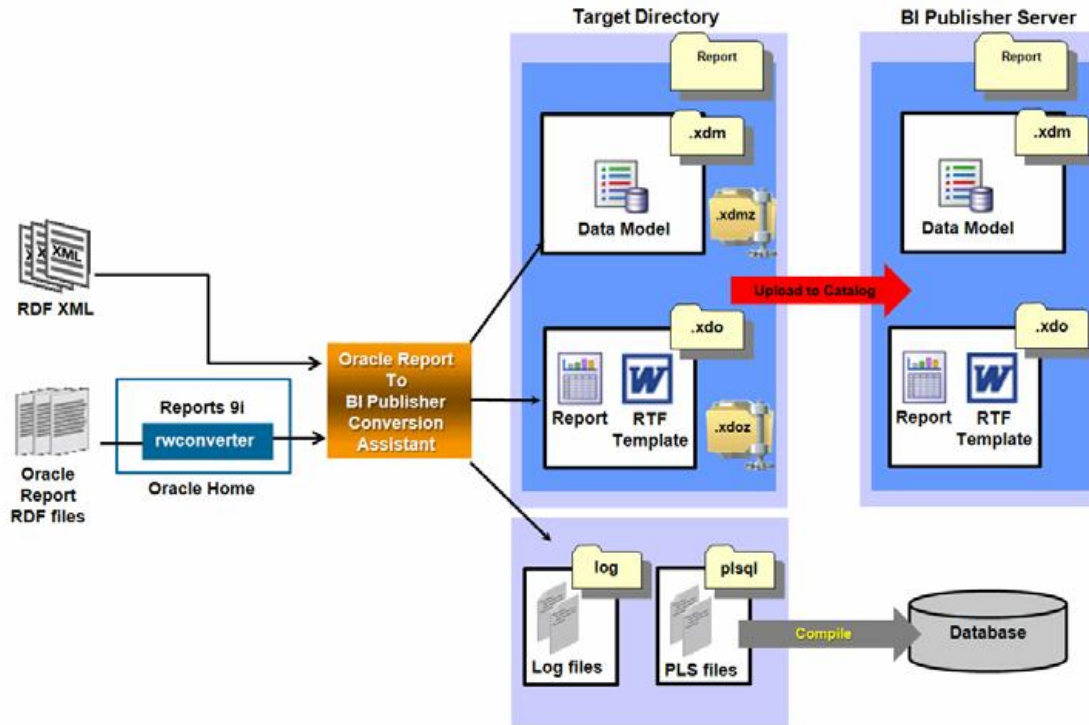 Target Directory
BI Publisher Server
Report
Report
.xdm
.xdm
Data Model
.xdmz
Data Model
XML
RDF XML
Upload to Catalog
.xdo
.xdo
Oracle Report
To
BI Publisher
Conversion
Assistant
Reports 9i
rwconverter
Oracle Home
Oracle
Report
RDF files
W
Report
RTF
Template
.xdoz
W
Report
RTF
Template
log
plsql
Log files
PLS files
Compile
Database